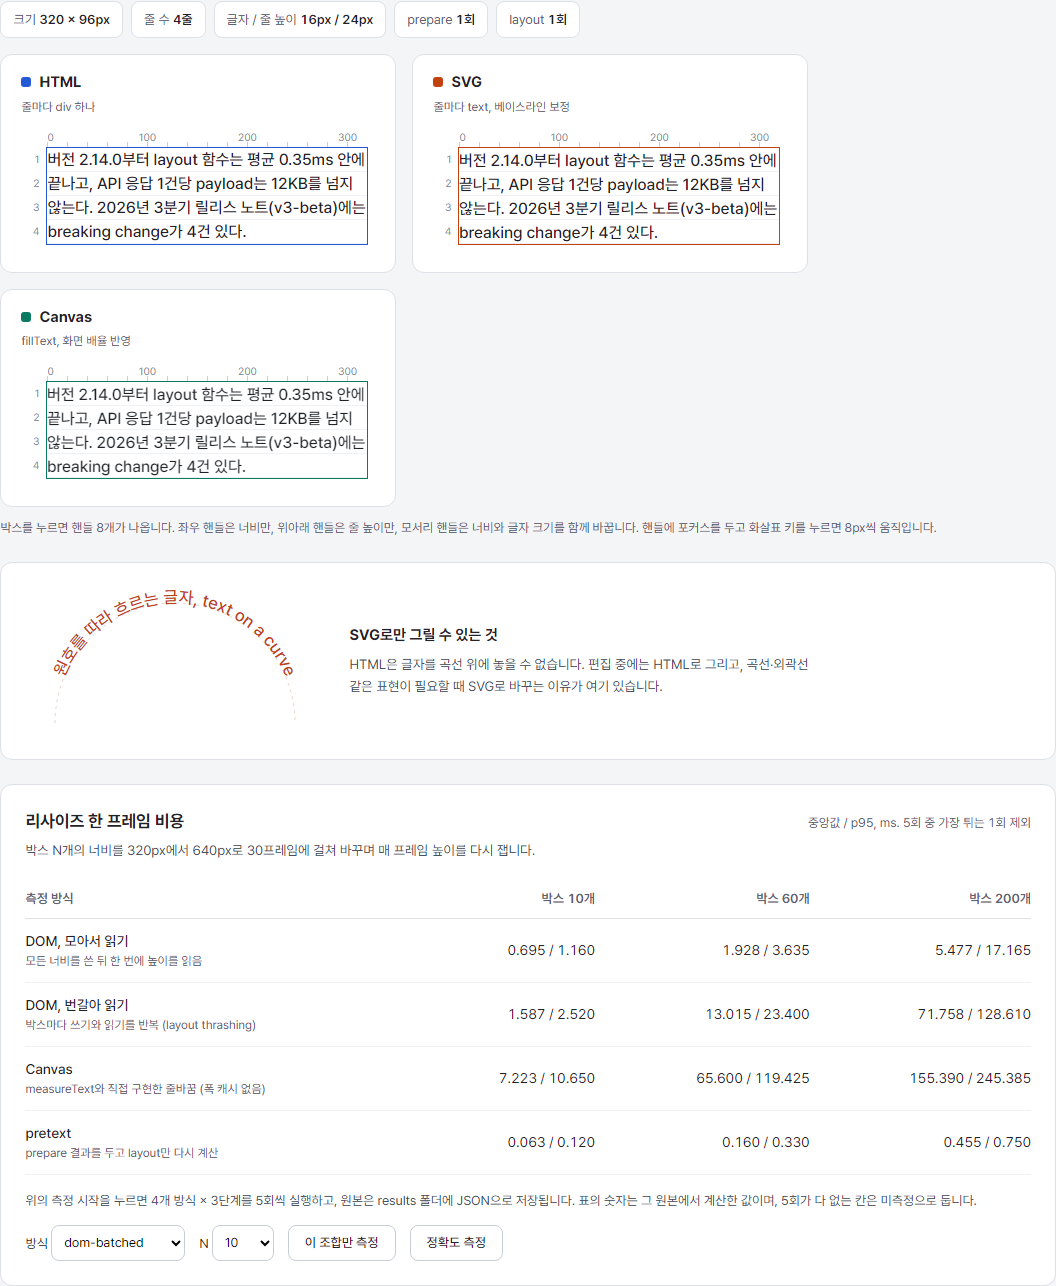 크기 320 × 96px 줄 수 4줄 글자 / 줄 높이 16px / 24px prepare 1회 layout 1회
HTML
줄마다 div 하나
0 100 200 300
1 버전 2.14.0부터 layout 함수는 평균 0.35ms 안에
2 끝나고, API 응답 1건당 payload는 12KB를 넘지
3 않는다. 2026년 3분기 릴리스 노트(v3-beta)에는
4 breaking change가 4건 있다.
SVG
줄마다 text, 베이스라인 보정
0 100 200 300
1 버전 2.14.0부터 layout 함수는 평균 0.35ms 안에
2 끝나고, API 응답 1건당 payload는 12KB를 넘지
3 않는다. 2026년 3분기 릴리스 노트(v3-beta)에는
4 breaking change가 4건 있다.
Canvas
fillText, 화면 배율 반영
0 100 200 300
1 버전 2.14.0부터 layout 함수는 평균 0.35ms 안에
2 끝나고, API 응답 1건당 payload는 12KB를 넘지
3 않는다. 2026년 3분기 릴리스 노트(v3-beta)에는
4 breaking change가 4건 있다.
박스를 누르면 핸들 8개가 나옵니다. 좌우 핸들은 너비만, 위아래 핸들은 줄 높이만, 모서리 핸들은 너비와 글자 크기를 함께 바꿉니다. 핸들에 포커스를 두고 화살표 키를 누르면 8px씩 움직입니다.
원호를 따라 흐르는 글자, text on a curve
SVG로만 그릴 수 있는 것
HTML은 글자를 곡선 위에 놓을 수 없습니다. 편집 중에는 HTML로 그리고, 곡선·외곽선
같은 표현이 필요할 때 SVG로 바꾸는 이유가 여기 있습니다.
리사이즈 한 프레임 비용
중앙값 / p95, ms. 5회 중 가장 튀는 1회 제외
박스 N개의 너비를 320px에서 640px로 30프레임에 걸쳐 바꾸며 매 프레임 높이를 다시 잽니다.
측정 방식 박스 10개 박스 60개 박스 200개
DOM, 모아서 읽기 0.695 / 1.160 1.928 / 3.635 5.477 / 17.165
모든 너비를 쓴 뒤 한 번에 높이를 읽음
DOM, 번갈아 읽기 1.587 / 2.520 13.015 / 23.400 71.758 / 128.610
박스마다 쓰기와 읽기를 반복 (layout thrashing)
Canvas 7.223 / 10.650 65.600 / 119.425 155.390 / 245.385
measureText와 직접 구현한 줄바꿈 (폭 캐시 없음)
pretext 0.063 / 0.120 0.160 / 0.330 0.455 / 0.750
prepare 결과를 두고 layout만 다시 계산
위의 측정 시작을 누르면 4개 방식 × 3단계를 5회씩 실행하고, 원본은 results 폴더에 JSON으로 저장됩니다. 표의 숫자는 그 원본에서 계산한 값이며, 5회가 다 없는 칸은 미측정으로 둡니다.
방식 dom-batched N 10 이 조합만 측정 정확도 측정